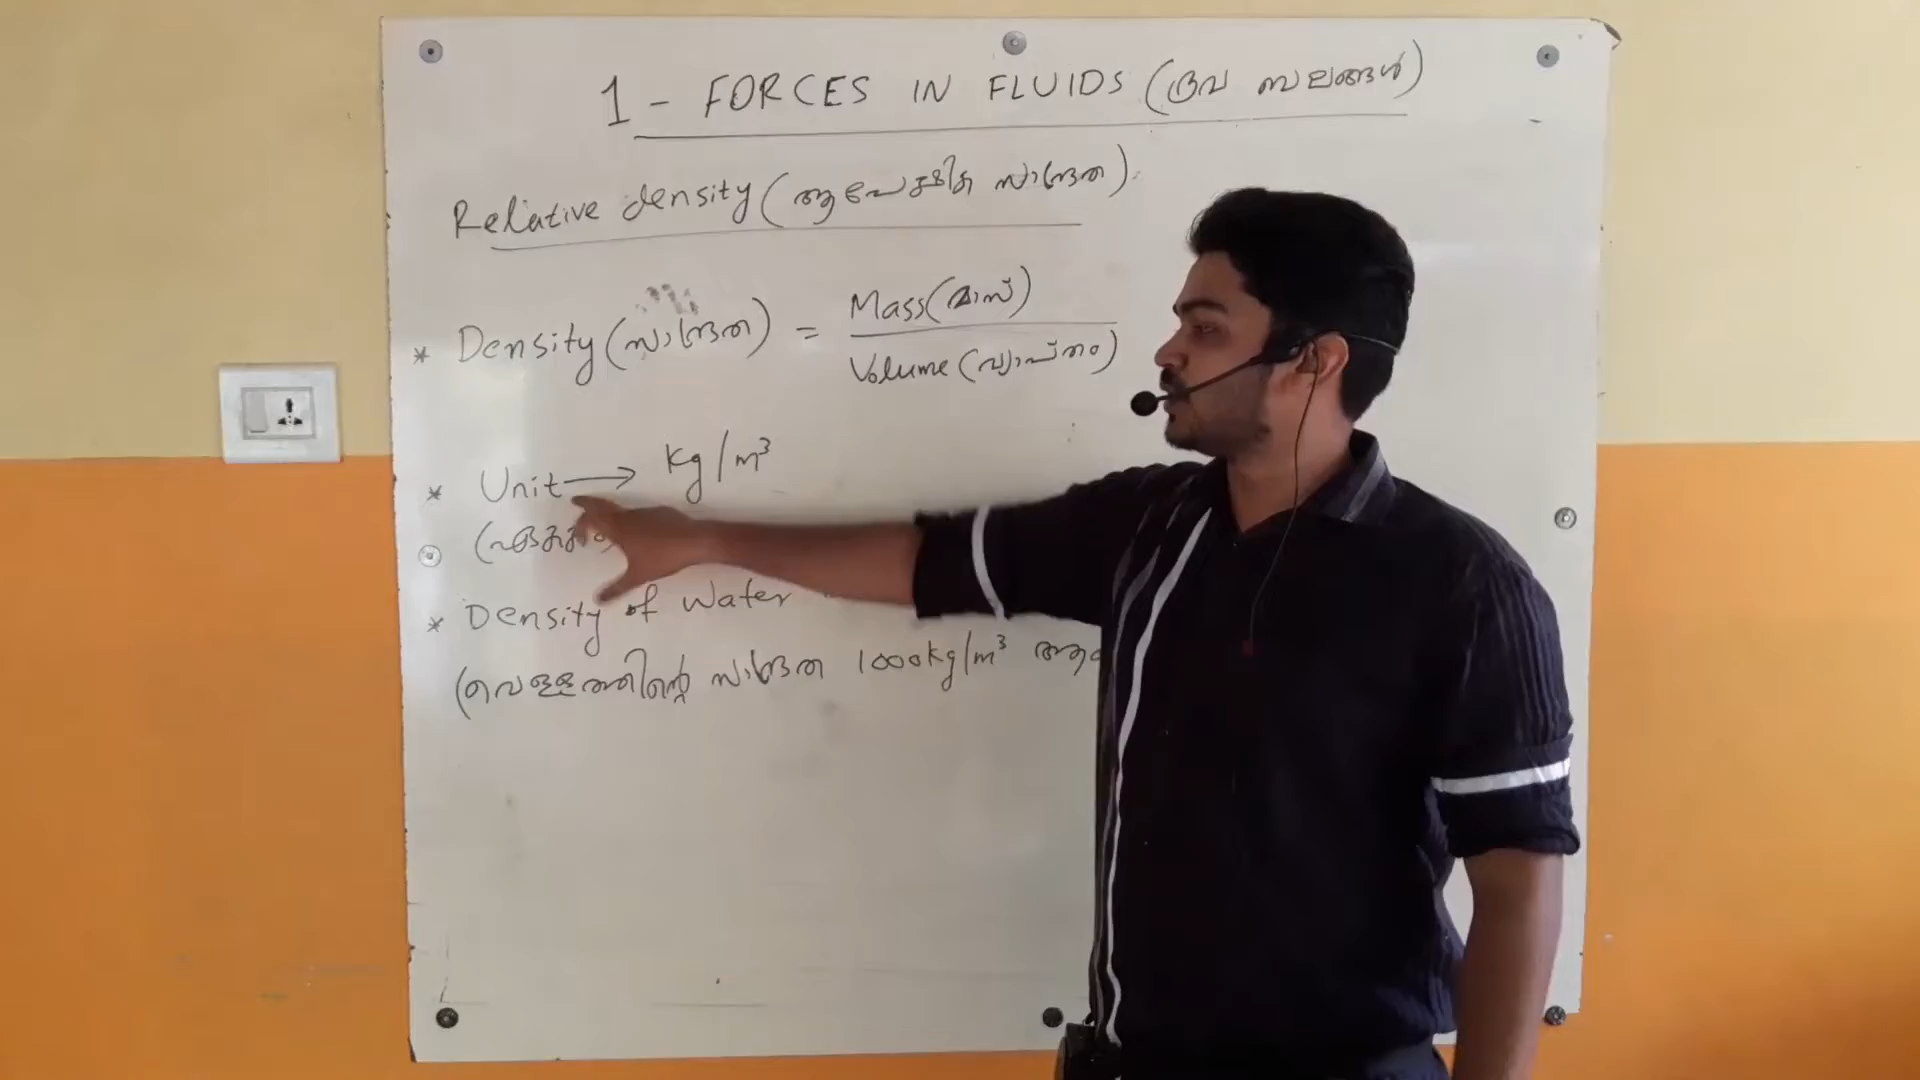 1 - FORCES IN FLUIDS (ദ്രവ ബലങ്ങൾ)
Relative density (ആപേക്ഷിക സാന്ദ്രത).
* Density (സാന്ദ്രത) = Mass (മാസ്)
Volume (വ്യാപ്തം)
* Unit → Kg/m³
* Density of Water
(വെള്ളത്തിന്റെ സാന്ദ്രത 1000kg/m³